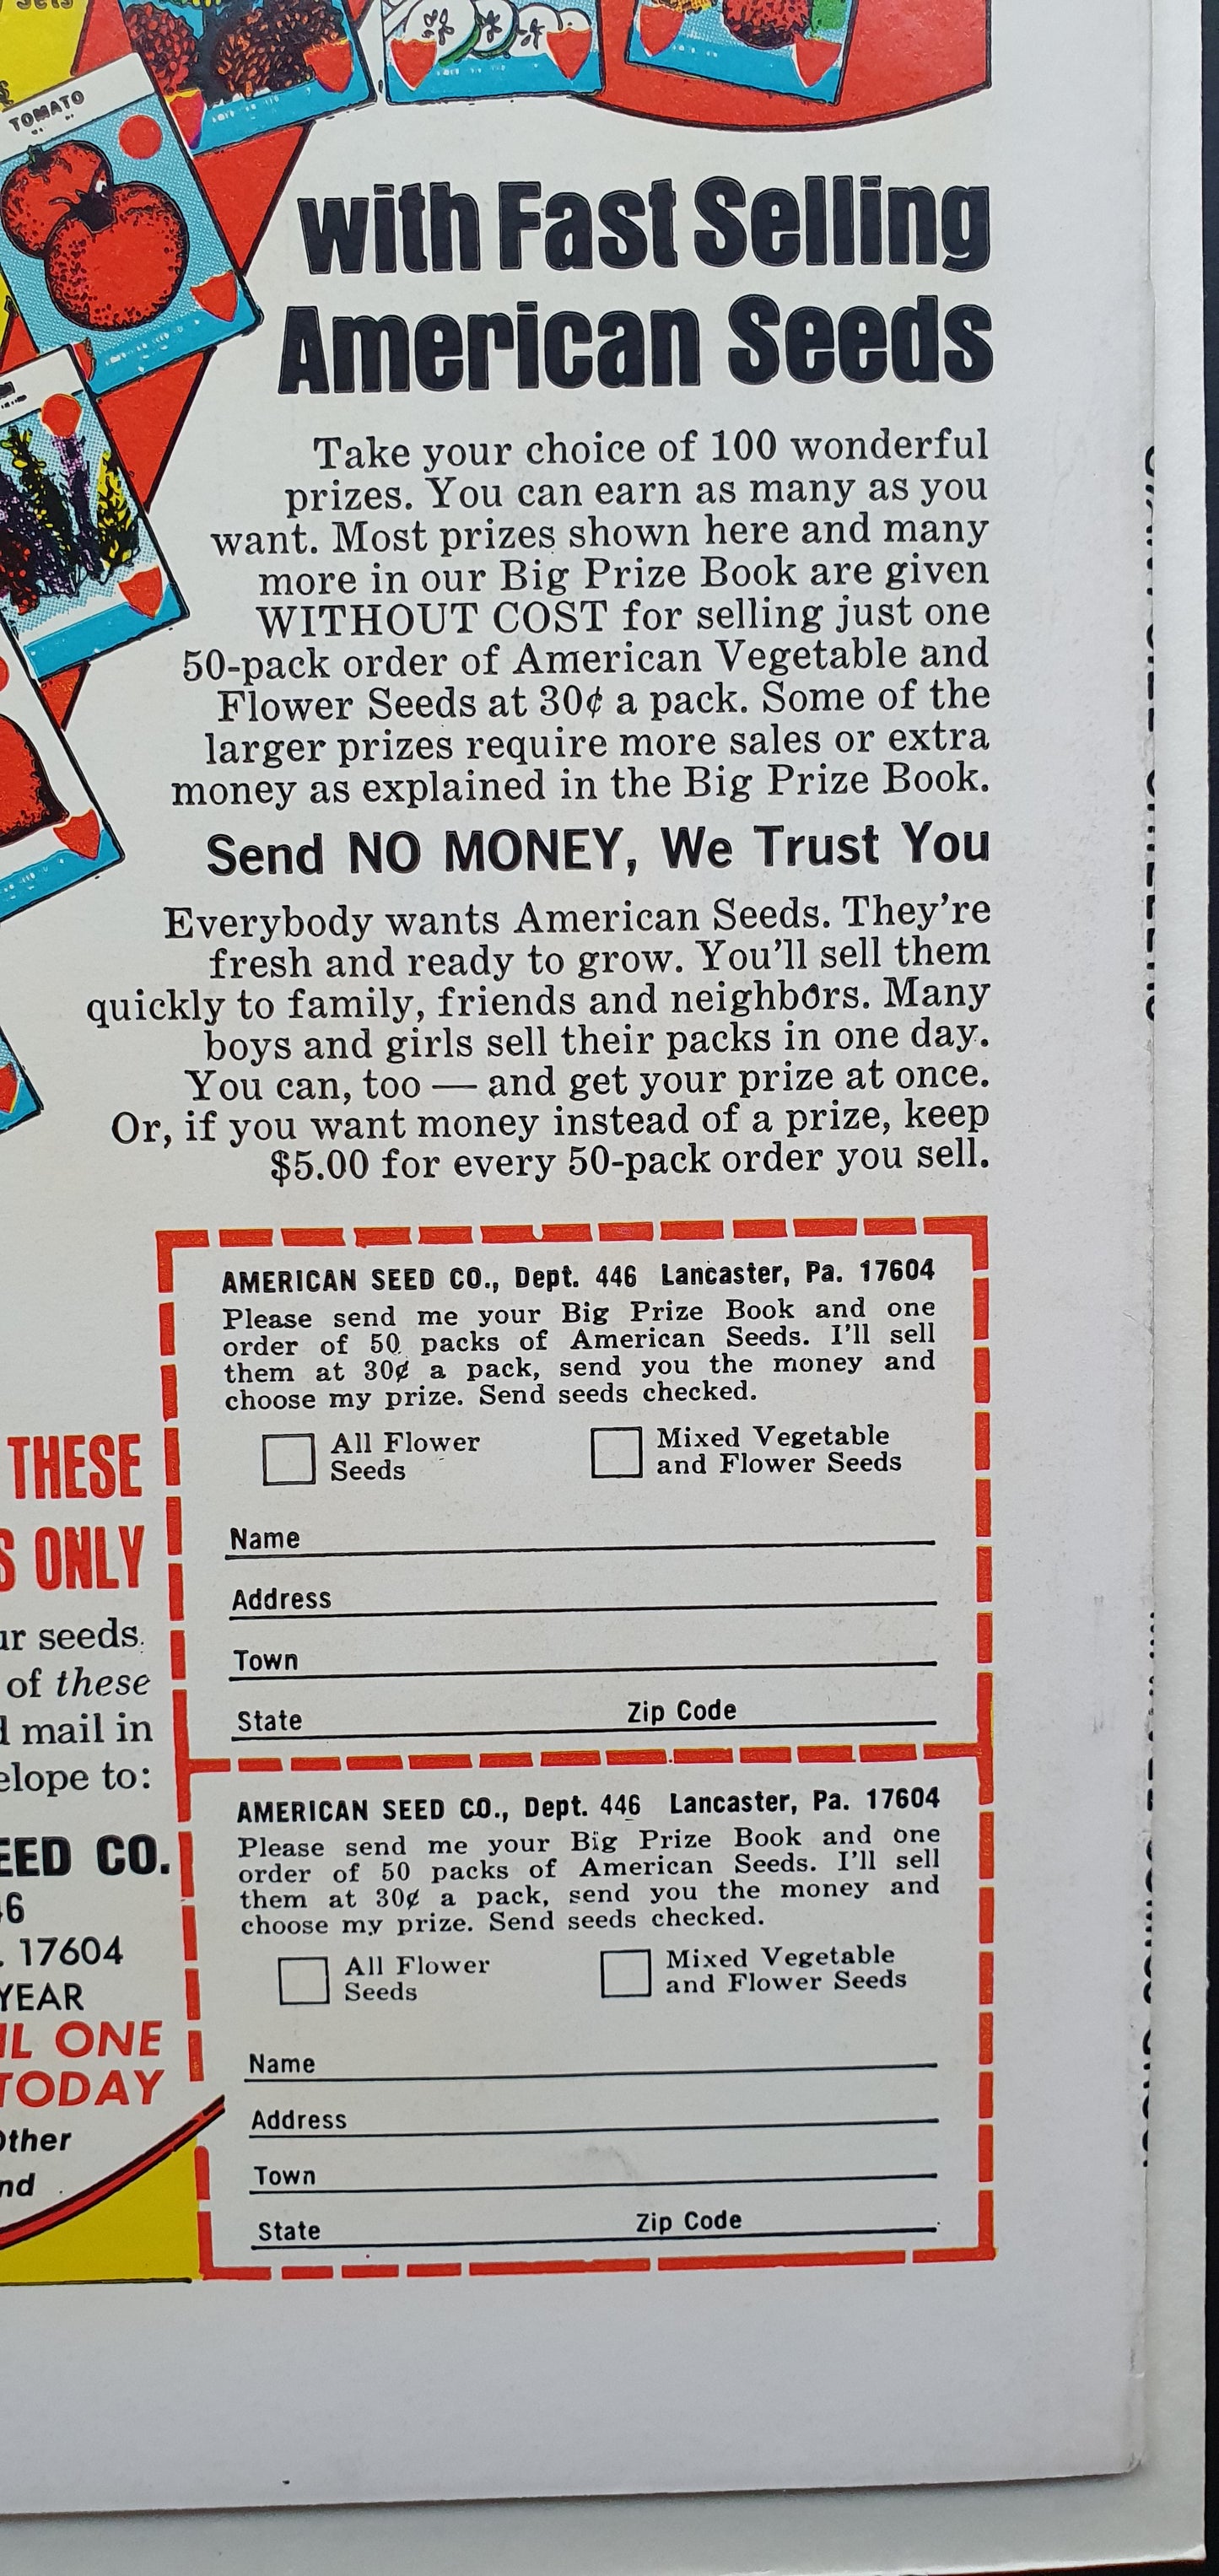 TOMATO
with Fast Selling
American Seeds
Take your choice of 100 wonderful
prizes. You can earn as many as you
want. Most prizes shown here and many
more in our Big Prize Book are given
WITHOUT COST for selling just one
50-pack order of American Vegetable and
Flower Seeds at 30¢ a pack. Some of the
larger prizes require more sales or extra
money as explained in the Big Prize Book.
Send NO MONEY, We Trust You
Everybody wants American Seeds. They're
fresh and ready to grow. You'll sell them
quickly to family, friends and neighbors. Many
boys and girls sell their packs in one day.
You can, too — and get your prize at once.
Or, if you want money instead of a prize, keep
$5.00 for every 50-pack order you sell.
AMERICAN SEED CO., Dept. 446 Lancaster, Pa. 17604
Please send me your Big Prize Book and one
order of 50 packs of American Seeds. I'll sell
them at 30¢ a pack, send you the money and
choose my prize. Send seeds checked.
All Flower
Seeds
Mixed Vegetable
and Flower Seeds
Name
Address
Town
State Zip Code
AMERICAN SEED CO., Dept. 446 Lancaster, Pa. 17604
Please send me your Big Prize Book and one
order of 50 packs of American Seeds. I'll sell
them at 30¢ a pack, send you the money and
choose my prize. Send seeds checked.
All Flower
Seeds
Mixed Vegetable
and Flower Seeds
Name
Address
Town
State Zip Code
THESE
ONLY
seeds.
of these
mail in
to:
CO.
17604
YEAR
ONE
TODAY
Other